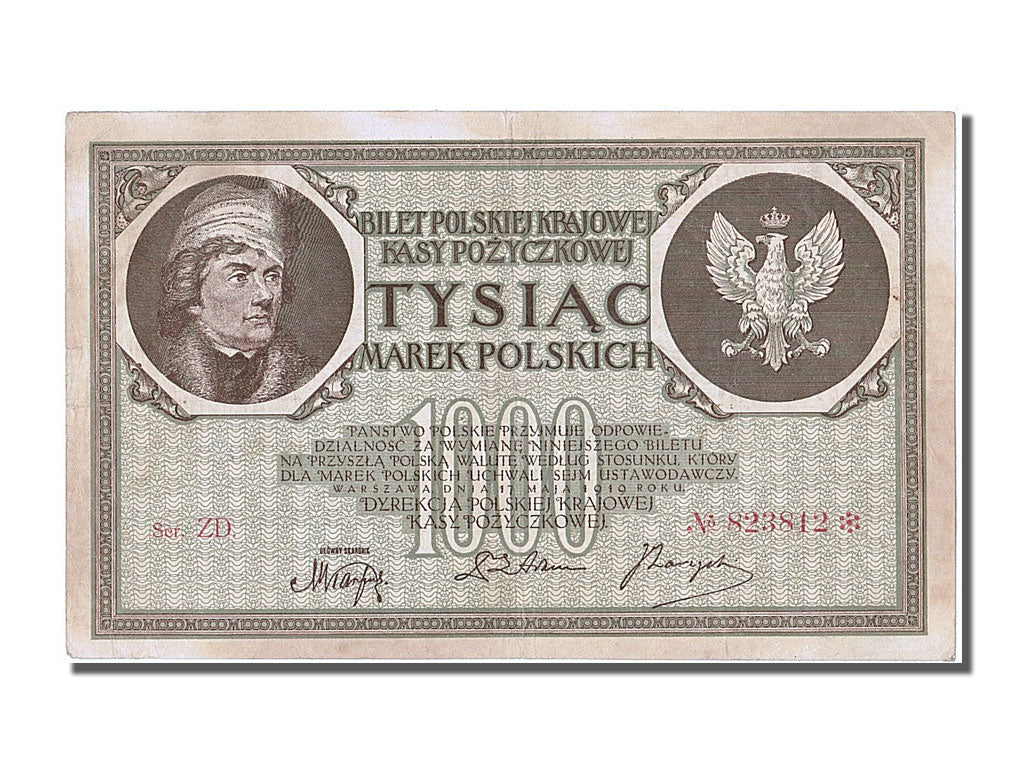 BILET POLSKIEJ KRAJOWEJ
KASY POŻYCZKOWEJ
TYSIĄC
MAREK POLSKICH
1000
PAŃSTWO POLSKIE PRZYJMUJE ODPOWIE-
DZIALNOŚĆ ZA WYMIANĘ NINIEJSZEGO BILETU
NA PRZYSZŁĄ POLSKĄ WALUTĘ WEDŁUG STOSUNKU, KTÓRY
DLA MAREK POLSKICH UCHWALI SEJM USTAWODAWCZY.
WARSZAWA DNIA 17 MAJA 1919 ROKU.
DYREKCJA POLSKIEJ KRAJOWEJ
KASY POŻYCZKOWEJ.
Ser. ZD.
№ 823842 ✻
GŁÓWNY SKARBNIK